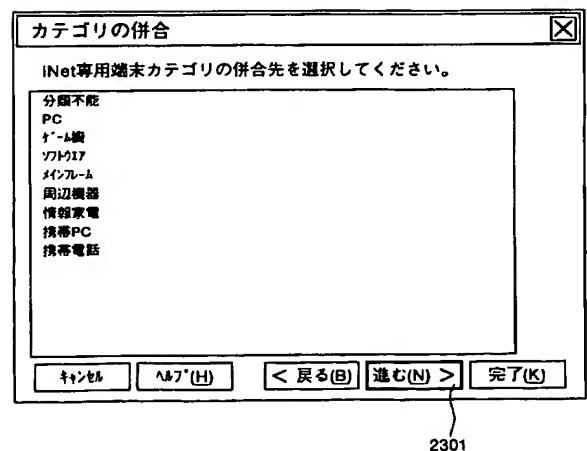 カテゴリの併合
iNet専用端末カテゴリの併合先を選択してください。
分類不能
PC
ｹﾞｰﾑ機
ｿﾌﾄｳｴｱ
ﾒｲﾝﾌﾚｰﾑ
周辺機器
情報家電
携帯PC
携帯電話
ｷｬﾝｾﾙ ﾍﾙﾌﾟ(H) < 戻る(B) 進む(N) > 完了(K)
2301